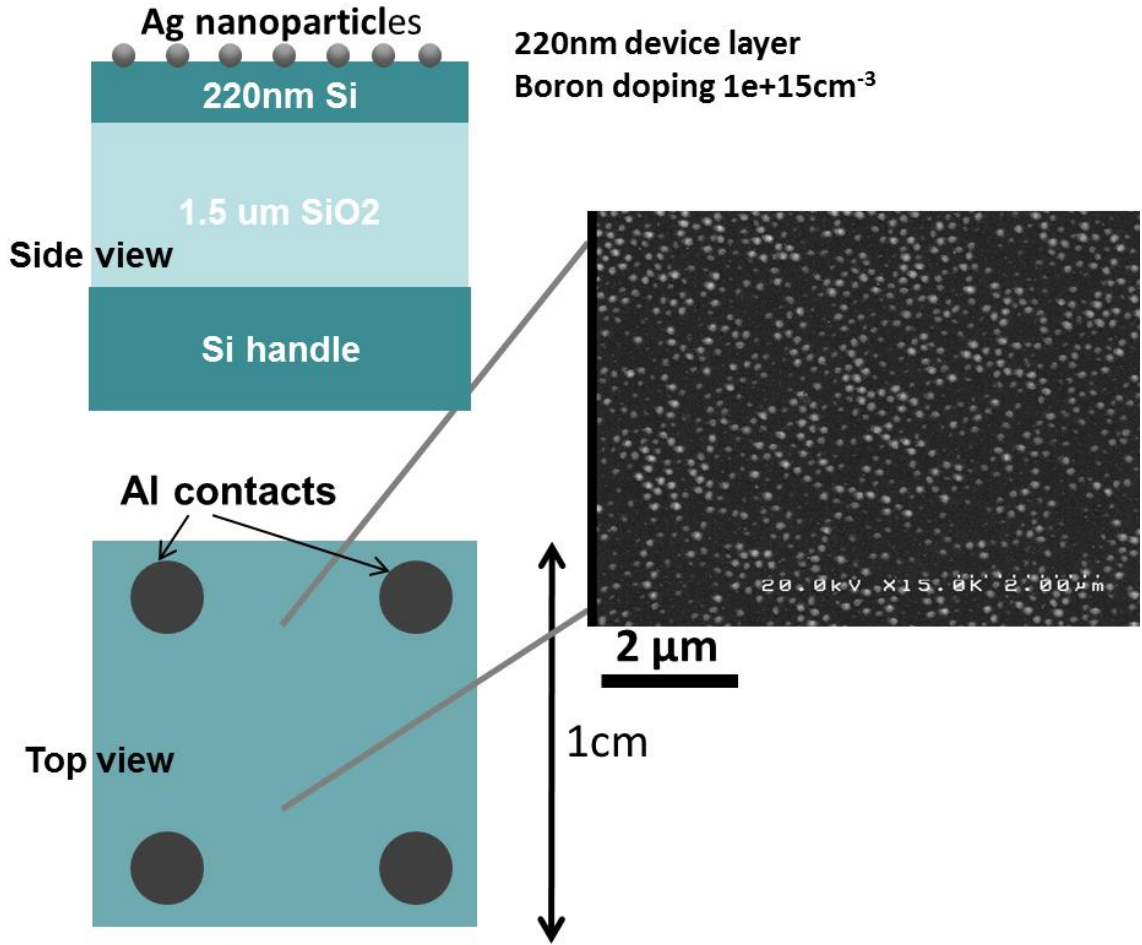 Ag nanoparticles
220nm device layer
Boron doping 1e+15cm⁻³
220nm Si
1.5 um SiO2
Side view
Si handle
Al contacts
20.0kV X15.0K 2.00µm
2 µm
1cm
Top view